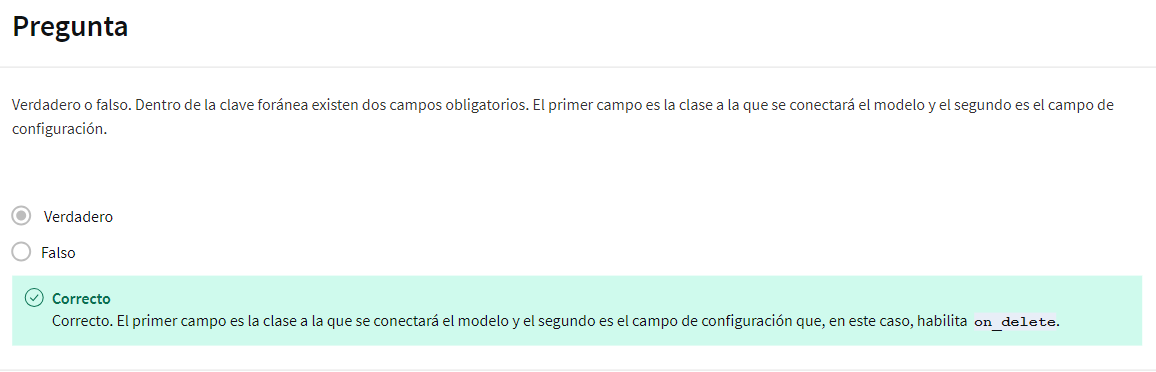 Pregunta
Verdadero o falso. Dentro de la clave foránea existen dos campos obligatorios. El primer campo es la clase a la que se conectará el modelo y el segundo es el campo de
configuración.
Verdadero
Falso
Correcto
Correcto. El primer campo es la clase a la que se conectará el modelo y el segundo es el campo de configuración que, en este caso, habilita on_delete.